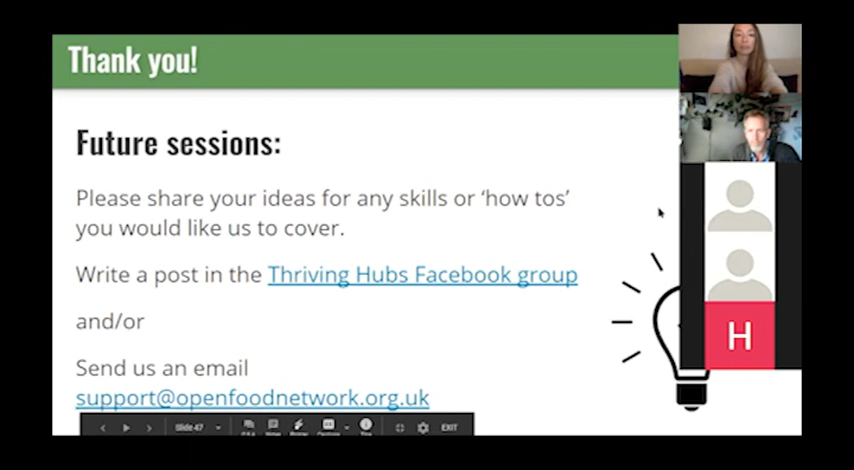 Thank you!
Future sessions:
Please share your ideas for any skills or ‘how tos’
you would like us to cover.
Write a post in the Thriving Hubs Facebook group
and/or
Send us an email
support@openfoodnetwork.org.uk
H
Slide 47
EXIT